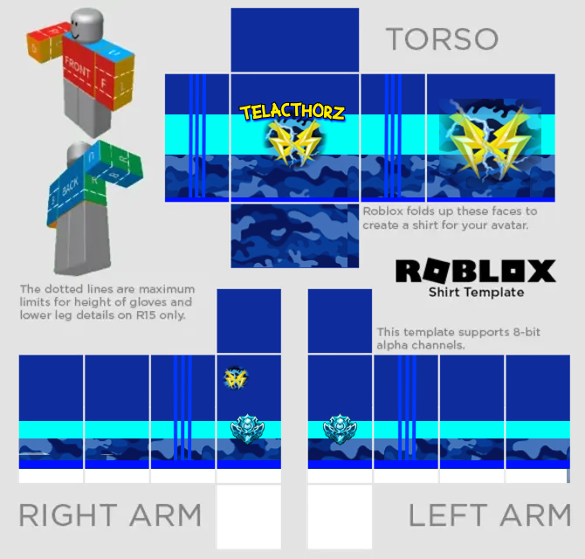 TORSO
FRONT
F
L
TELACTHORZ
BACK
Roblox folds up these faces to
create a shirt for your avatar.
ROBLOX
Shirt Template
The dotted lines are maximum
limits for height of gloves and
lower leg details on R15 only.
This template supports 8-bit
alpha channels.
RIGHT ARM
LEFT ARM